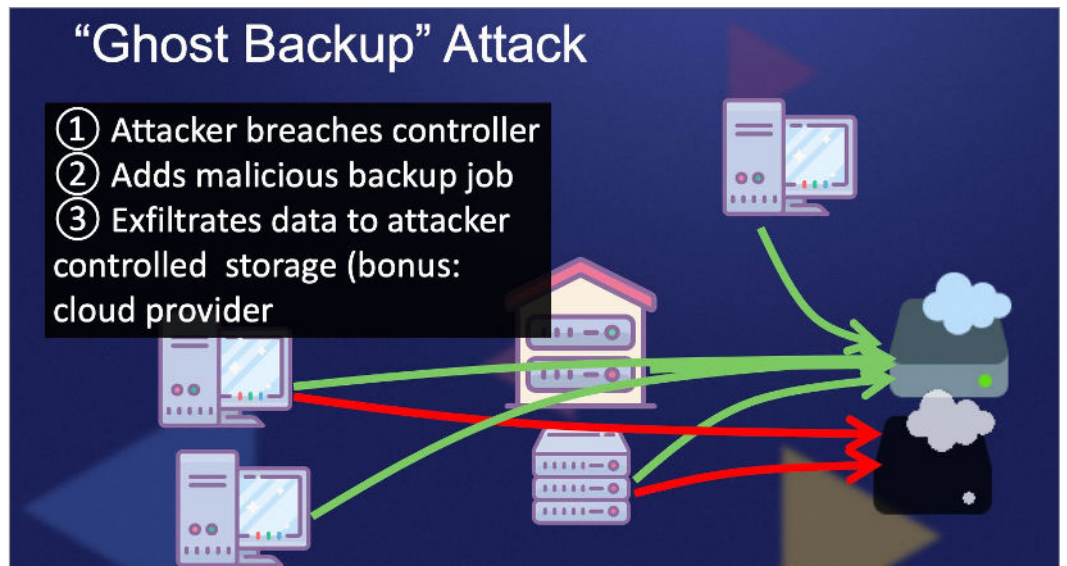 “Ghost Backup” Attack
① Attacker breaches controller
② Adds malicious backup job
③ Exfiltrates data to attacker
controlled storage (bonus:
cloud provider